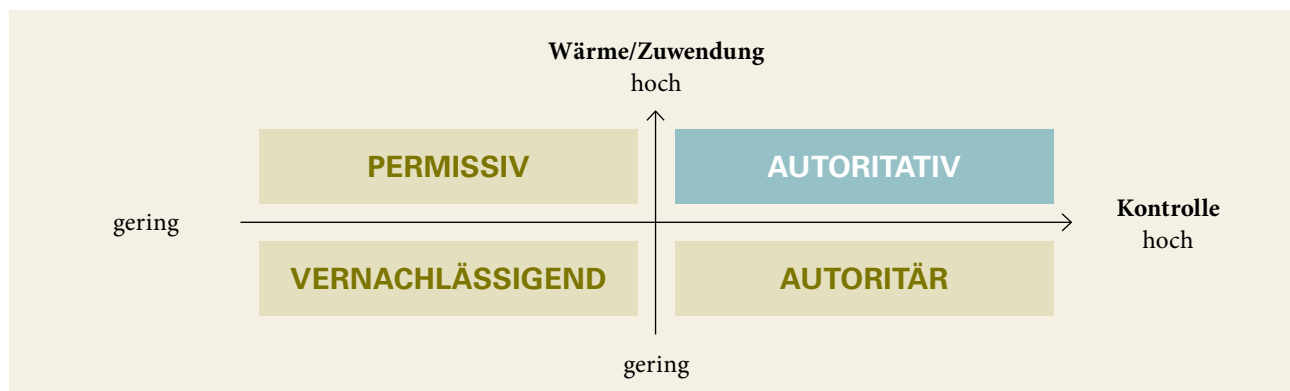 Wärme/Zuwendung
hoch
PERMISSIV
AUTORITATIV
gering
Kontrolle
hoch
VERNACHLÄSSIGEND
AUTORITÄR
gering